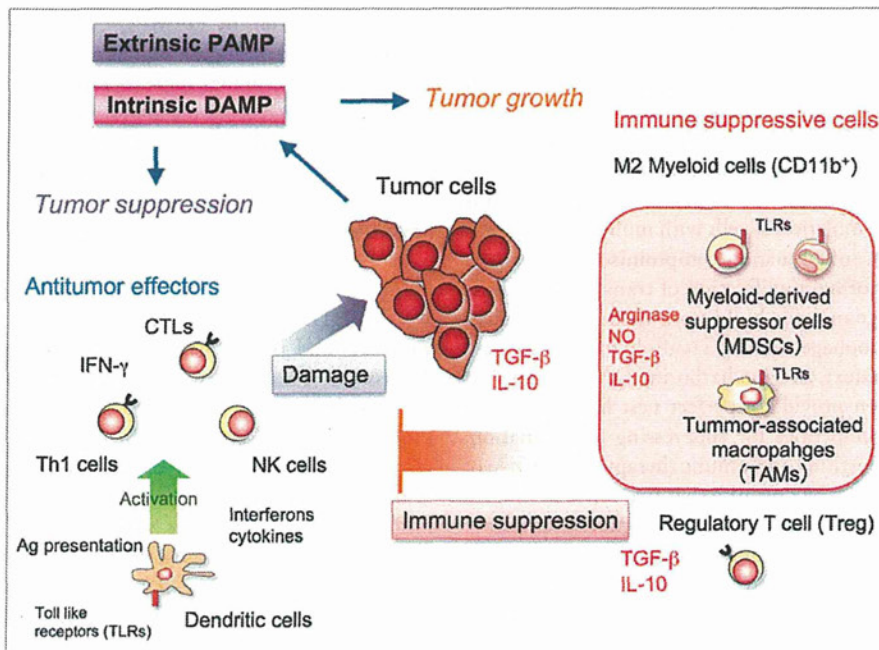 Extrinsic PAMP
Intrinsic DAMP
Tumor growth
Tumor suppression
Tumor cells
TGF-β
IL-10
Antitumor effectors
CTLs
IFN-γ
Th1 cells
NK cells
Damage
Activation
Interferons
cytokines
Ag presentation
Toll like
receptors (TLRs)
Dendritic cells
Immune suppressive cells
M2 Myeloid cells (CD11b⁺)
TLRs
Myeloid-derived
suppressor cells
(MDSCs)
Arginase
NO
TGF-β
IL-10
TLRs
Tummor-associated
macropahges
(TAMs)
Immune suppression
Regulatory T cell (Treg)
TGF-β
IL-10